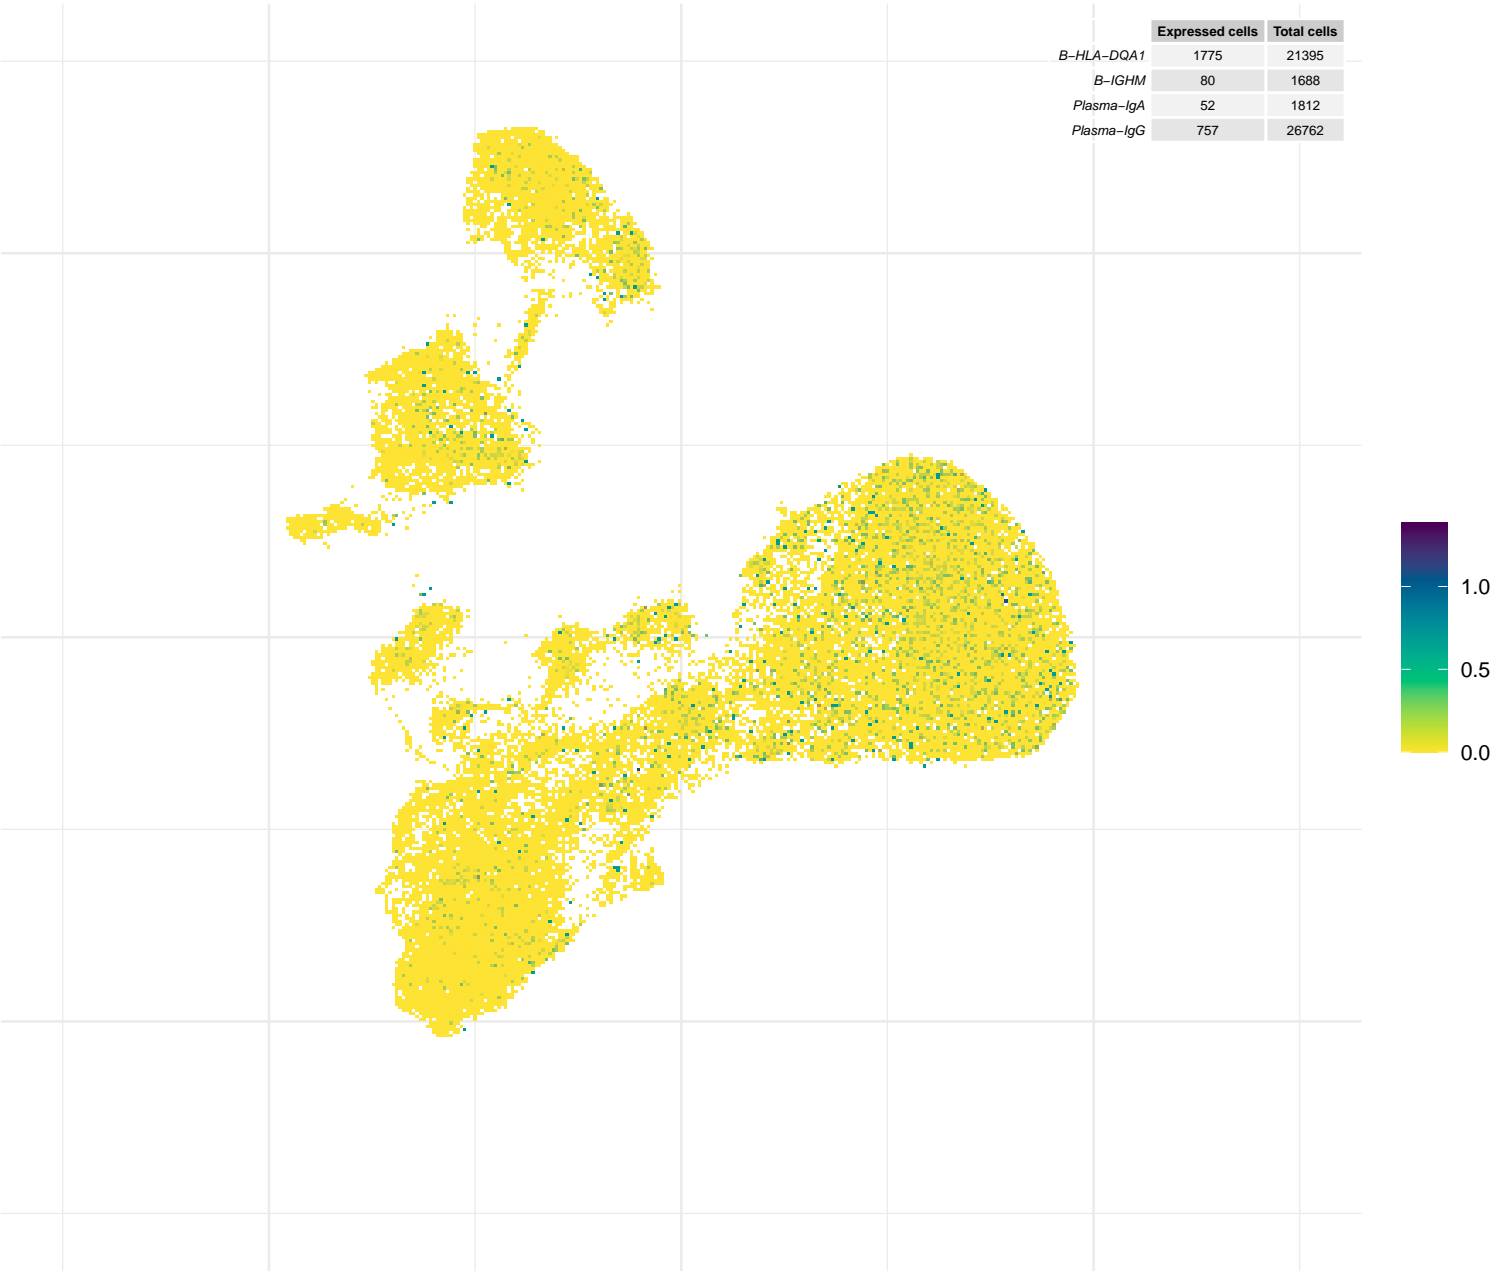 Expressed cells Total cells
B−HLA−DQA1 1775 21395
B−IGHM 80 1688
Plasma−IgA 52 1812
Plasma−IgG 757 26762
1.0
0.5
0.0